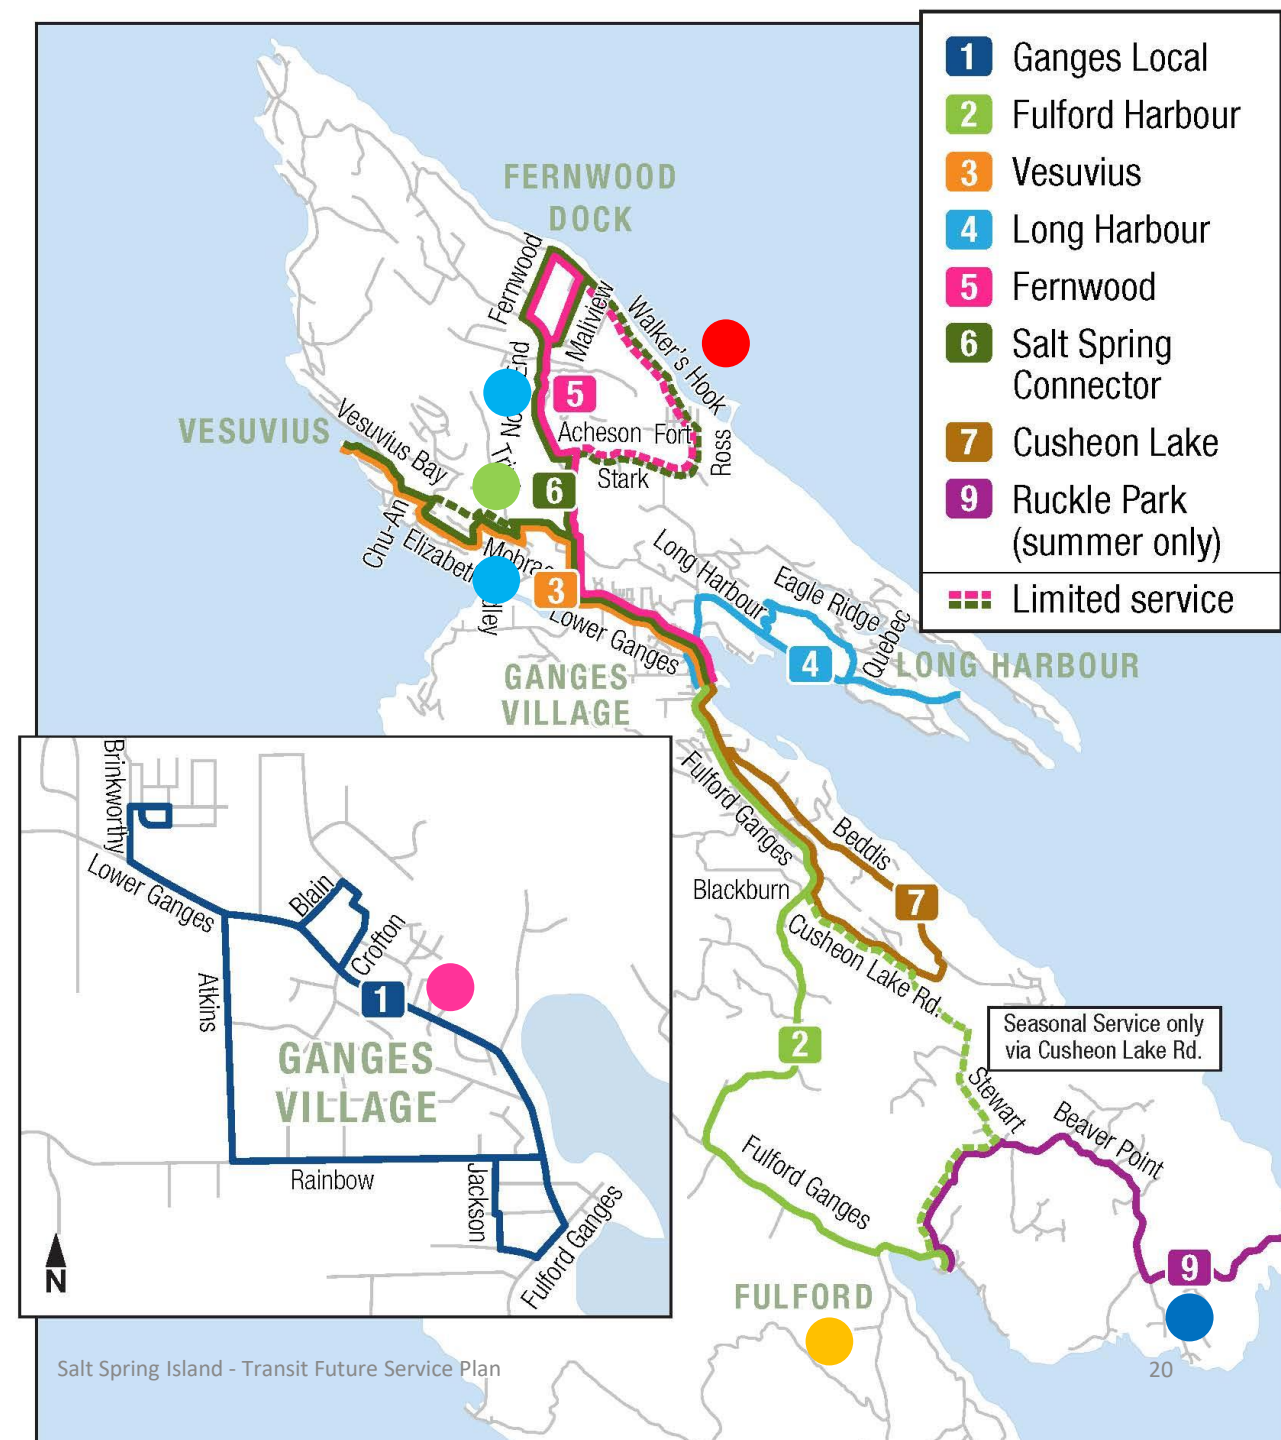 1 Ganges Local
2 Fulford Harbour
3 Vesuvius
4 Long Harbour
5 Fernwood
6 Salt Spring
Connector
7 Cusheon Lake
9 Ruckle Park
(summer only)
Limited service
FERNWOOD
DOCK
Fernwood
Maliview
Walker's Hook
End
5
Acheson
Fort
Ross
Stark
VESUVIUS
Vesuvius Bay
6
Chu-An
Elizabeth
3
Lower Ganges
Long Harbour
Eagle Ridge
Quebec
4
LONG HARBOUR
GANGES
VILLAGE
Fulford Ganges
Beddis
Blackburn
7
Cusheon Lake Rd.
2
Seasonal Service only
via Cusheon Lake Rd.
Stewart
Beaver Point
Fulford Ganges
9
FULFORD
Brinkworthy
Lower Ganges
Blain
Crofton
Atkins
1
GANGES
VILLAGE
Rainbow
Jackson
Fulford Ganges
N
Salt Spring Island - Transit Future Service Plan
20